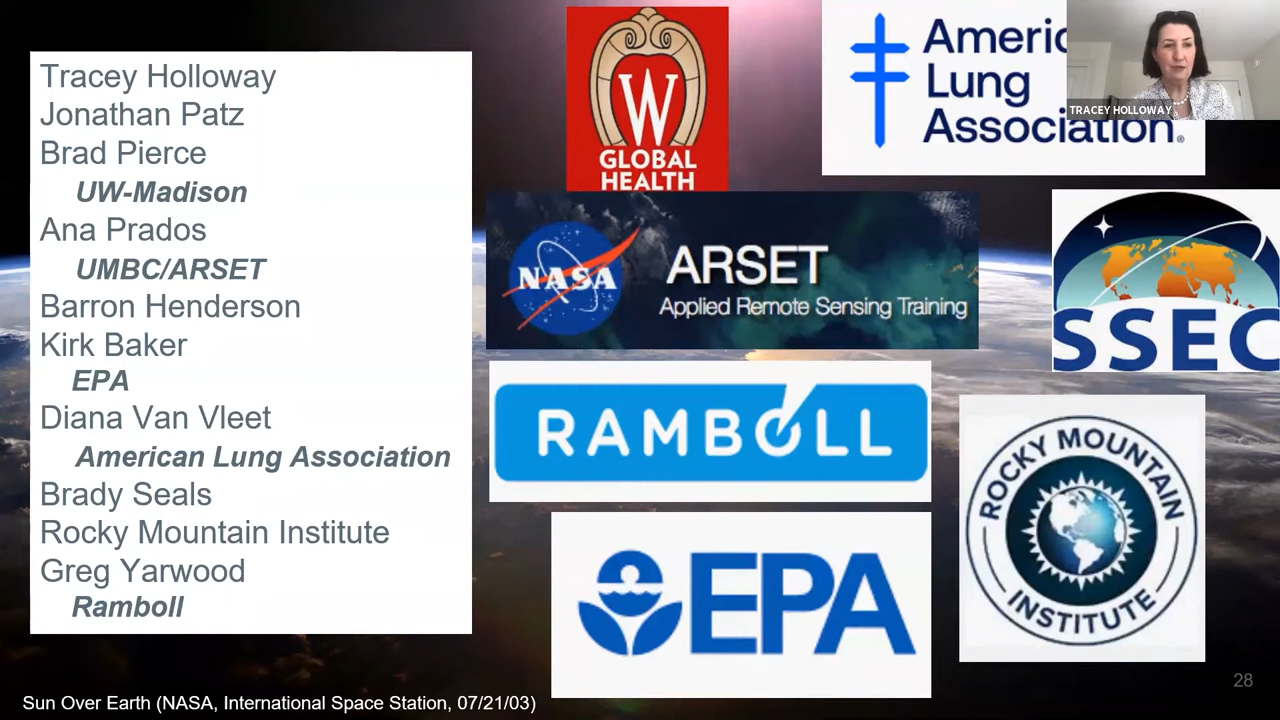 Tracey Holloway
Jonathan Patz
Brad Pierce
UW-Madison
Ana Prados
UMBC/ARSET
Barron Henderson
Kirk Baker
EPA
Diana Van Vleet
American Lung Association
Brady Seals
Rocky Mountain Institute
Greg Yarwood
Ramboll
W
GLOBAL
HEALTH
Americ
Lung
Association®
TRACEY HOLLOWAY
NASA
ARSET
Applied Remote Sensing Training
SSEC
RAMBOLL
ROCKY MOUNTAIN
INSTITUTE
EPA
28
Sun Over Earth (NASA, International Space Station, 07/21/03)